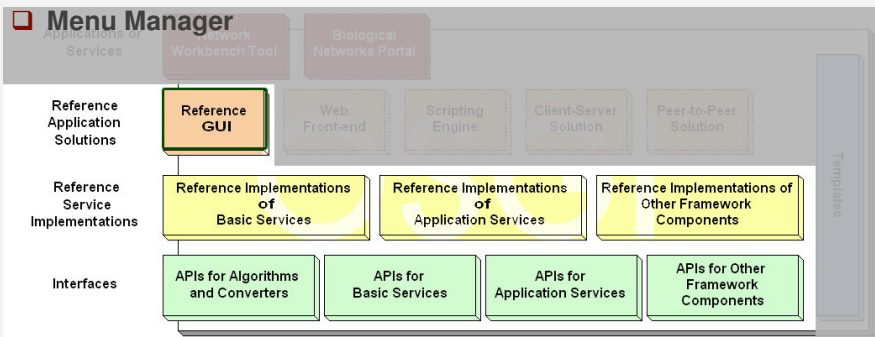 Menu Manager
Applications of
Services
Network
Workbench Tool
Biological
Networks Portal
Reference
Application
Solutions
Reference
GUI
Web
Front-end
Scripting
Engine
Client-Server
Solution
Peer-to-Peer
Solution
Templates
Reference
Service
Implementations
Reference Implementations
of
Basic Services
Reference Implementations
of
Application Services
Reference Implementations of
Other Framework
Components
Interfaces
APIs for Algorithms
and Converters
APIs for
Basic Services
APIs for
Application Services
APIs for Other
Framework
Components